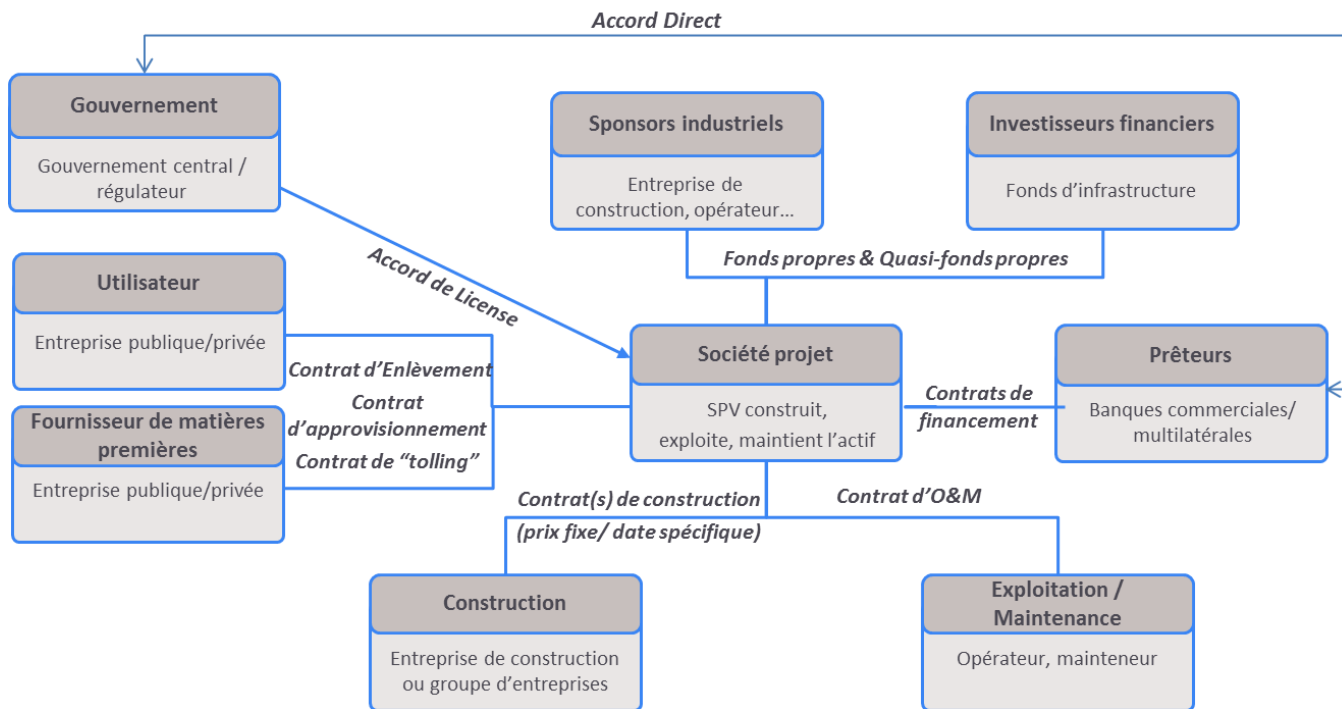 Accord Direct
Gouvernement
Gouvernement central /
régulateur
Sponsors industriels
Entreprise de
construction, opérateur...
Investisseurs financiers
Fonds d'infrastructure
Accord de License
Fonds propres & Quasi-fonds propres
Utilisateur
Entreprise publique/privée
Contrat d'Enlèvement
Contrat
d'approvisionnement
Contrat de “tolling”
Fournisseur de matières
premières
Entreprise publique/privée
Société projet
SPV construit,
exploite, maintient l'actif
Contrats de
financement
Prêteurs
Banques commerciales/
multilatérales
Contrat(s) de construction
(prix fixe/ date spécifique)
Contrat d'O&M
Construction
Entreprise de construction
ou groupe d'entreprises
Exploitation /
Maintenance
Opérateur, mainteneur